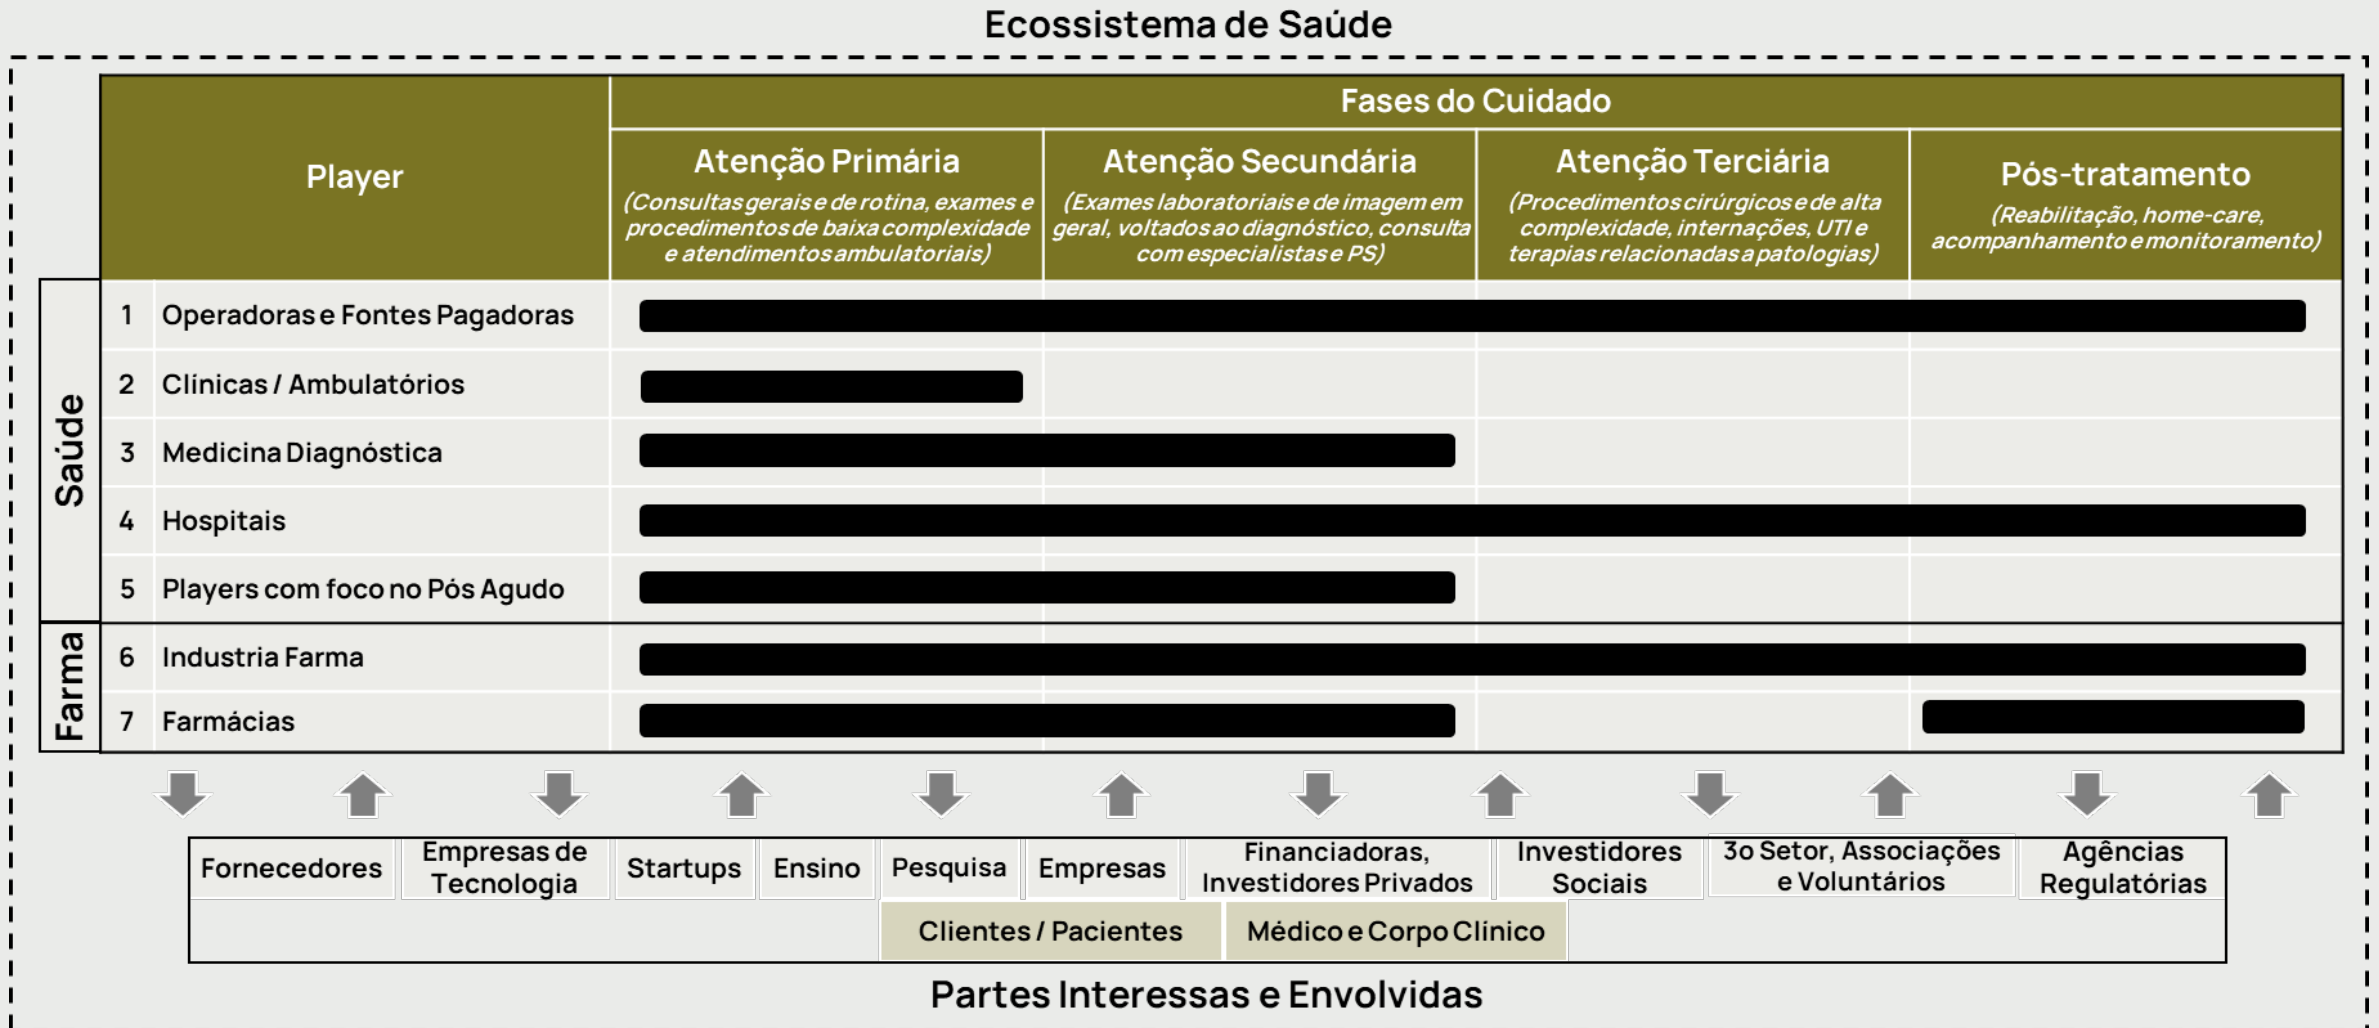 Ecossistema de Saúde
Player
Fases do Cuidado
Atenção Primária
(Consultas gerais e de rotina, exames e
procedimentos de baixa complexidade
e atendimentos ambulatoriais)
Atenção Secundária
(Exames laboratoriais e de imagem em
geral, voltados ao diagnóstico, consulta
com especialistas e PS)
Atenção Terciária
(Procedimentos cirúrgicos e de alta
complexidade, internações, UTI e
terapias relacionadas a patologias)
Pós-tratamento
(Reabilitação, home-care,
acompanhamento e monitoramento)
Saúde
1 Operadoras e Fontes Pagadoras
2 Clínicas / Ambulatórios
3 Medicina Diagnóstica
4 Hospitais
5 Players com foco no Pós Agudo
Farma
6 Industria Farma
7 Farmácias
Fornecedores
Empresas de
Tecnologia
Startups
Ensino
Pesquisa
Empresas
Financiadoras,
Investidores Privados
Investidores
Sociais
3o Setor, Associações
e Voluntários
Agências
Regulatórias
Clientes / Pacientes
Médico e Corpo Clínico
Partes Interessas e Envolvidas